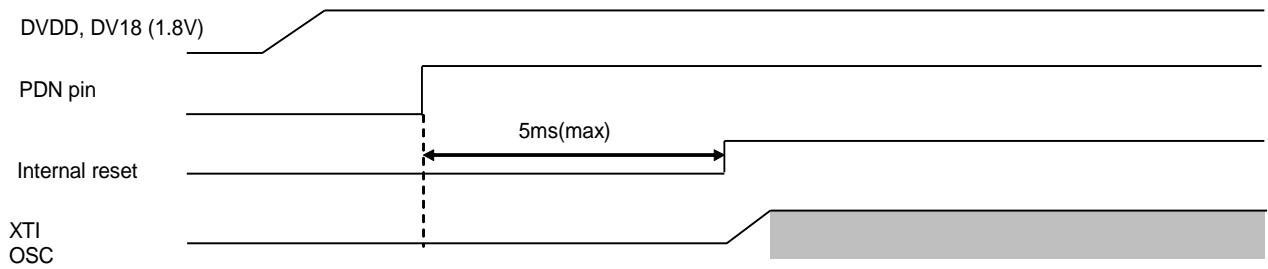 DVDD, DV18 (1.8V)
PDN pin
5ms(max)
Internal reset
XTI
OSC